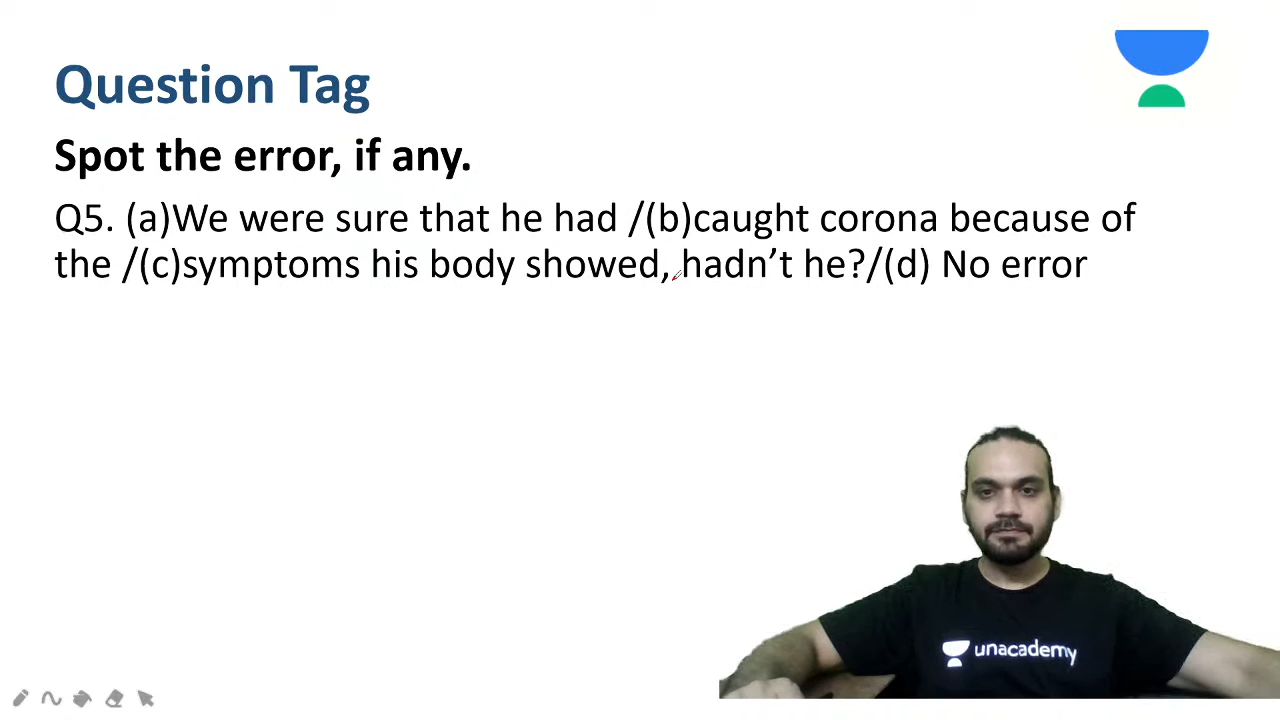 Question Tag
Spot the error, if any.
Q5. (a)We were sure that he had /(b)caught corona because of
the /(c)symptoms his body showed, hadn’t he?/(d) No error
unacademy